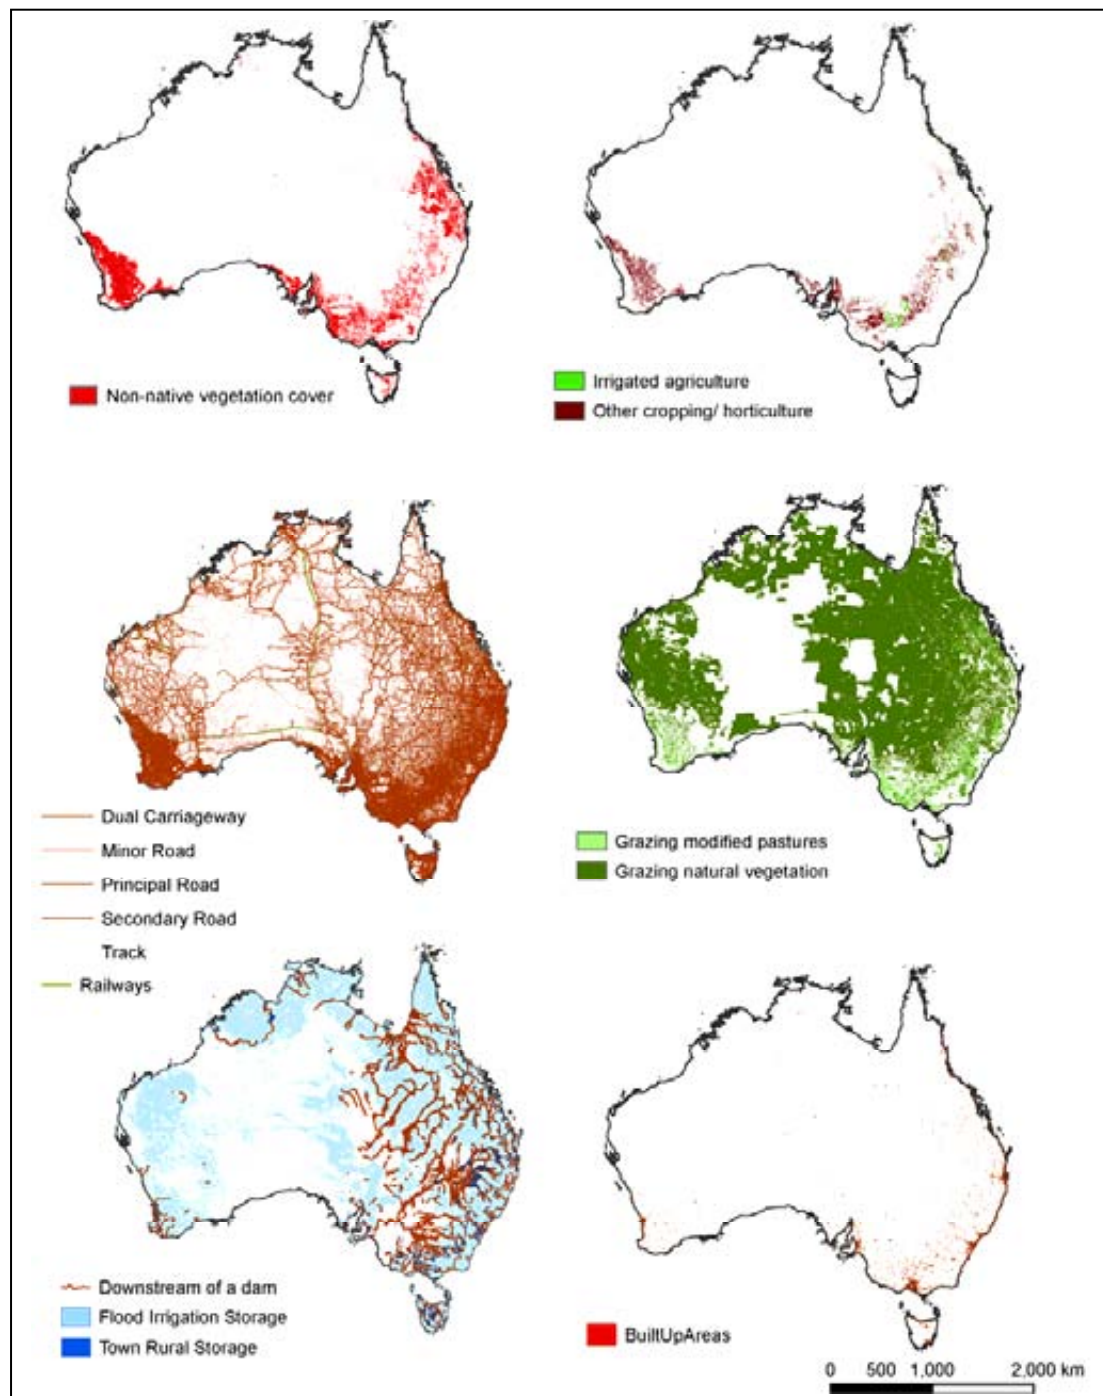 Non-native vegetation cover
Irrigated agriculture
Other cropping/ horticulture
Dual Carriageway
Minor Road
Principal Road
Secondary Road
Track
Railways
Grazing modified pastures
Grazing natural vegetation
Downstream of a dam
Flood Irrigation Storage
Town Rural Storage
BuiltUpAreas
0 500 1,000 2,000 km